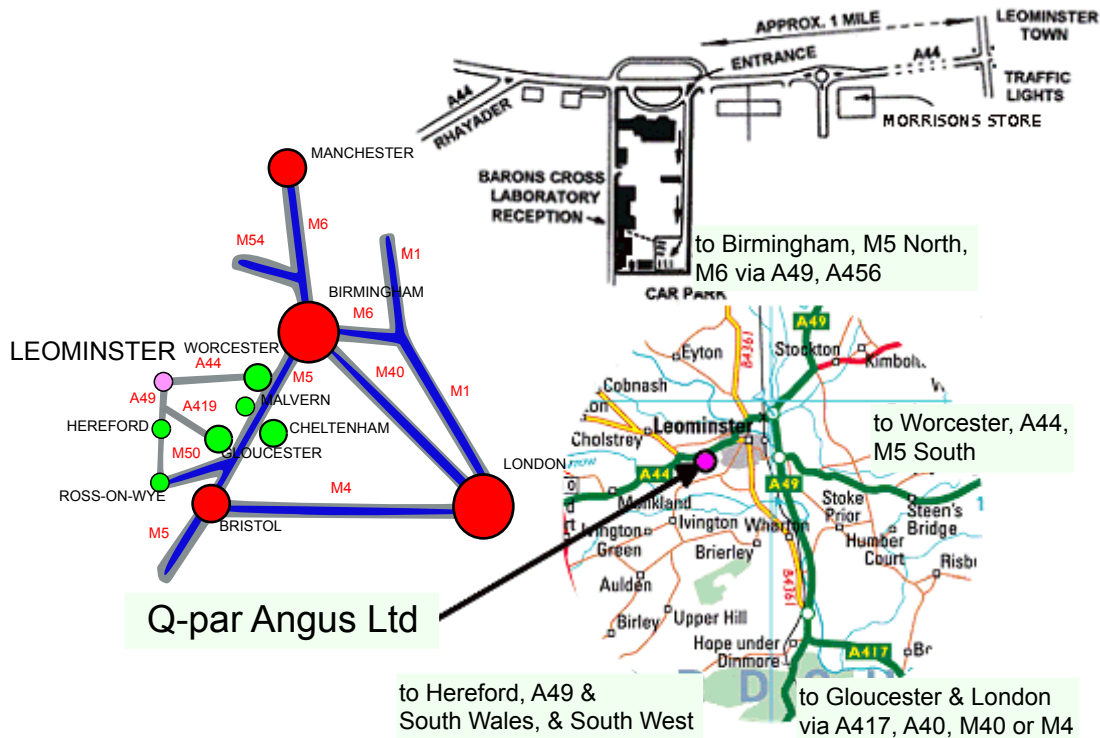 APPROX. 1 MILE
LEOMINSTER
TOWN
ENTRANCE
A44
TRAFFIC
LIGHTS
MORRISONS STORE
A44
RHAYADER
BARONS CROSS
LABORATORY
RECEPTION
CAR PARK
MANCHESTER
M6
M54
M1
BIRMINGHAM
M6
LEOMINSTER
WORCESTER
A44
M5
M40
M1
A49
A419
MALVERN
HEREFORD
CHELTENHAM
M50
GLOUCESTER
ROSS-ON-WYE
LONDON
M4
BRISTOL
M5
Q-par Angus Ltd
to Birmingham, M5 North,
M6 via A49, A456
A49
B4361
Eyton
Stockton
Cobnash
Cholstrey
Leominster
to Worcester, A44,
M5 South
A44
A49
Monkland
Ivington
Ivington
Green
Wharton
Stoke
Prior
Steen's
Bridge
Brierley
Humber
Court
Aulden
B4361
Birley
Upper Hill
Hope under
Dinmore
A417
to Hereford, A49 &
South Wales, & South West
to Gloucester & London
via A417, A40, M40 or M4